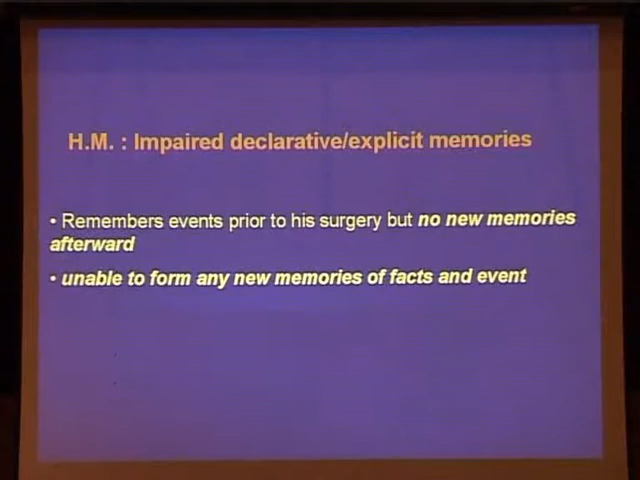 H.M. : Impaired declarative/explicit memories
• Remembers events prior to his surgery but no new memories
afterward
• unable to form any new memories of facts and event